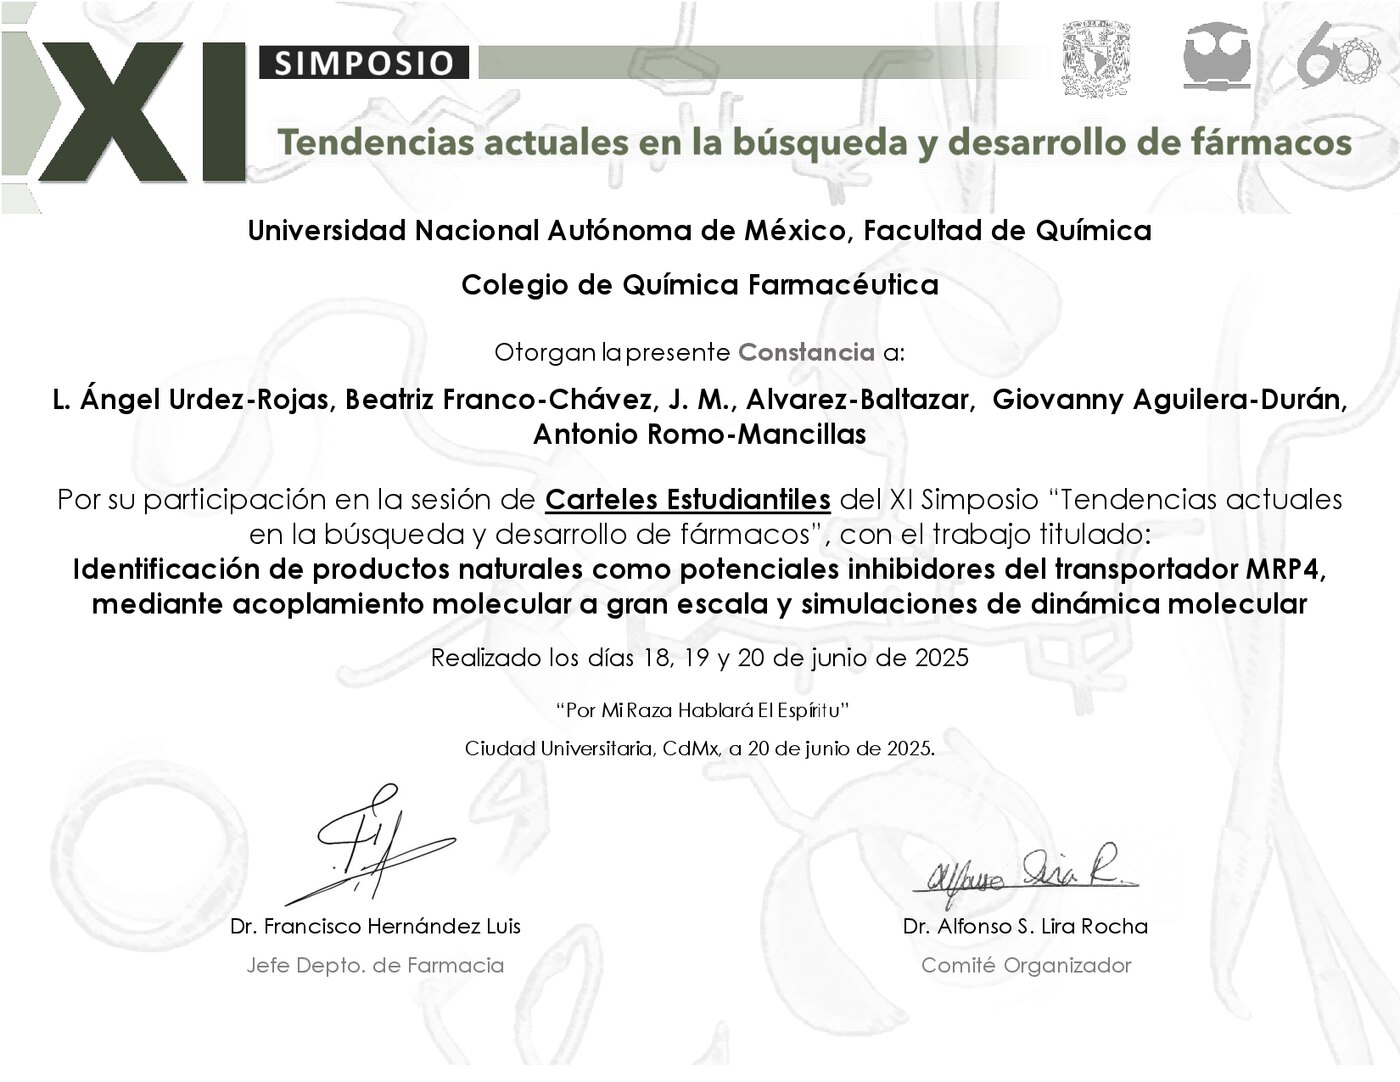 XI SIMPOSIO
Tendencias actuales en la búsqueda y desarrollo de fármacos
60
Universidad Nacional Autónoma de México, Facultad de Química
Colegio de Química Farmacéutica
Otorgan la presente Constancia a:
L. Ángel Urdez-Rojas, Beatriz Franco-Chávez, J. M., Alvarez-Baltazar, Giovanny Aguilera-Durán,
Antonio Romo-Mancillas
Por su participación en la sesión de Carteles Estudiantiles del XI Simposio “Tendencias actuales
en la búsqueda y desarrollo de fármacos”, con el trabajo titulado:
Identificación de productos naturales como potenciales inhibidores del transportador MRP4,
mediante acoplamiento molecular a gran escala y simulaciones de dinámica molecular
Realizado los días 18, 19 y 20 de junio de 2025
“Por Mi Raza Hablará El Espíritu”
Ciudad Universitaria, CdMx, a 20 de junio de 2025.
Alfonso Lira R.
Dr. Francisco Hernández Luis
Dr. Alfonso S. Lira Rocha
Jefe Depto. de Farmacia
Comité Organizador